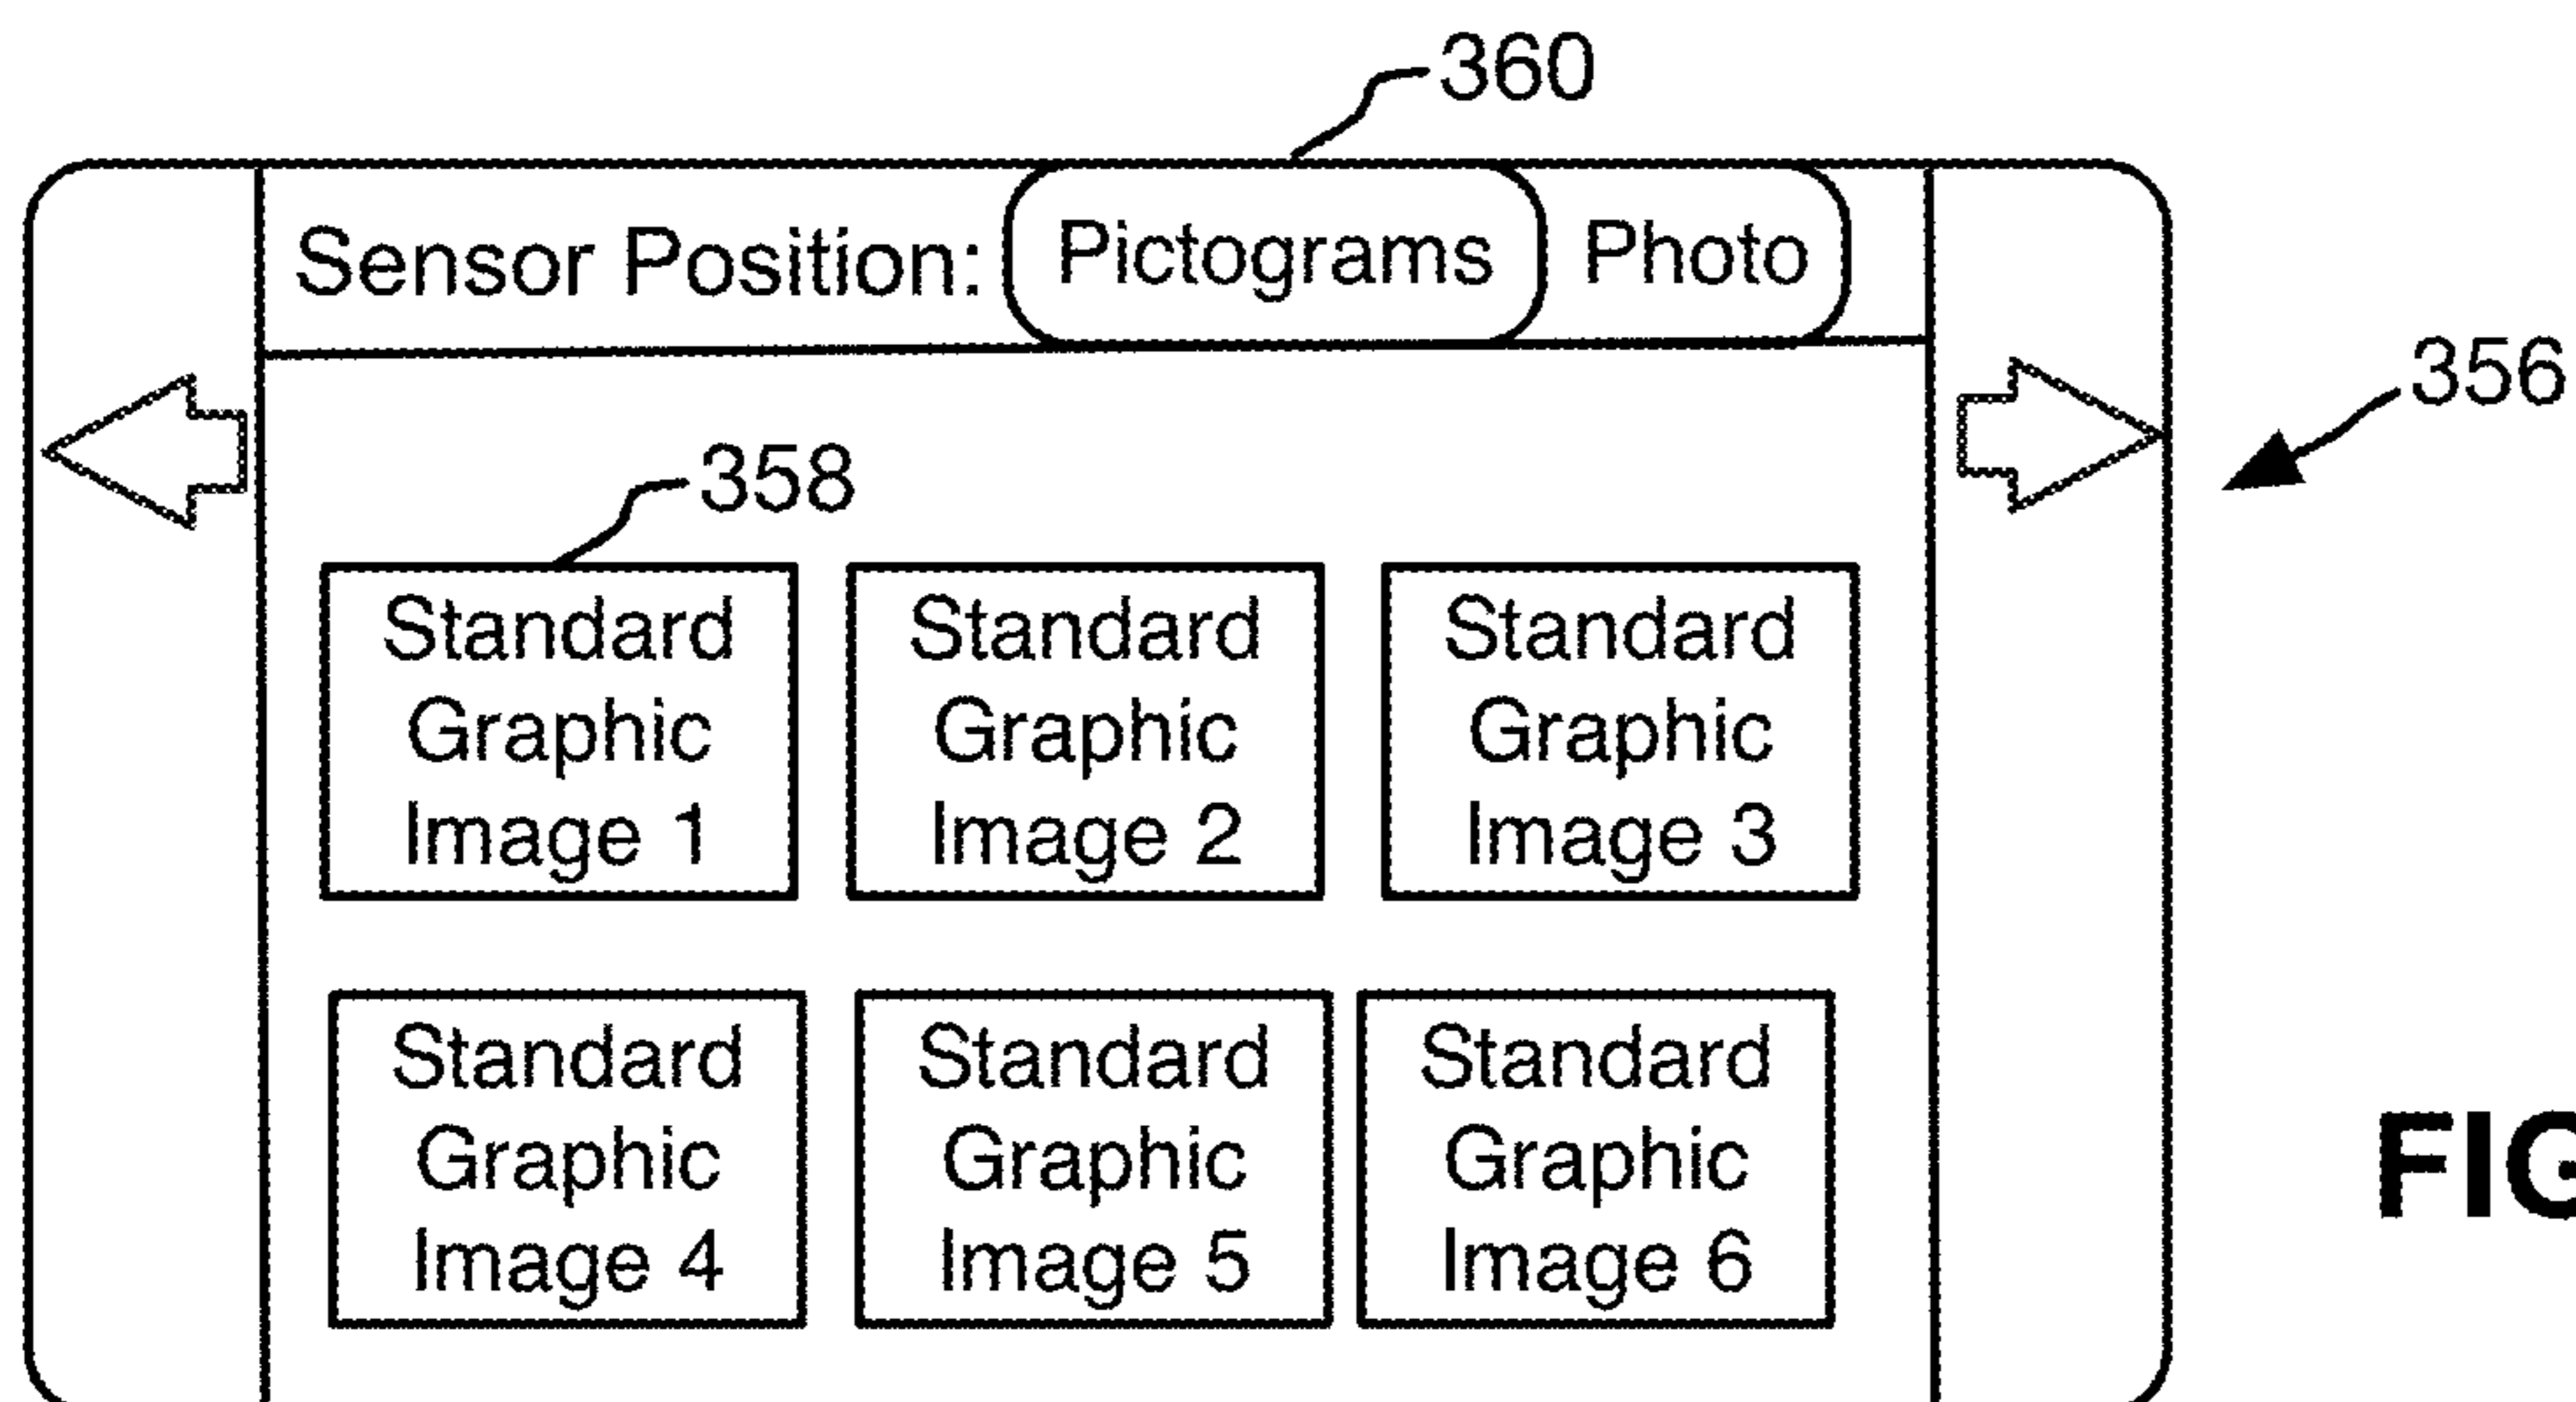 360
Sensor Position: Pictograms Photo
356
358
Standard Graphic Image 1
Standard Graphic Image 2
Standard Graphic Image 3
Standard Graphic Image 4
Standard Graphic Image 5
Standard Graphic Image 6
FIG